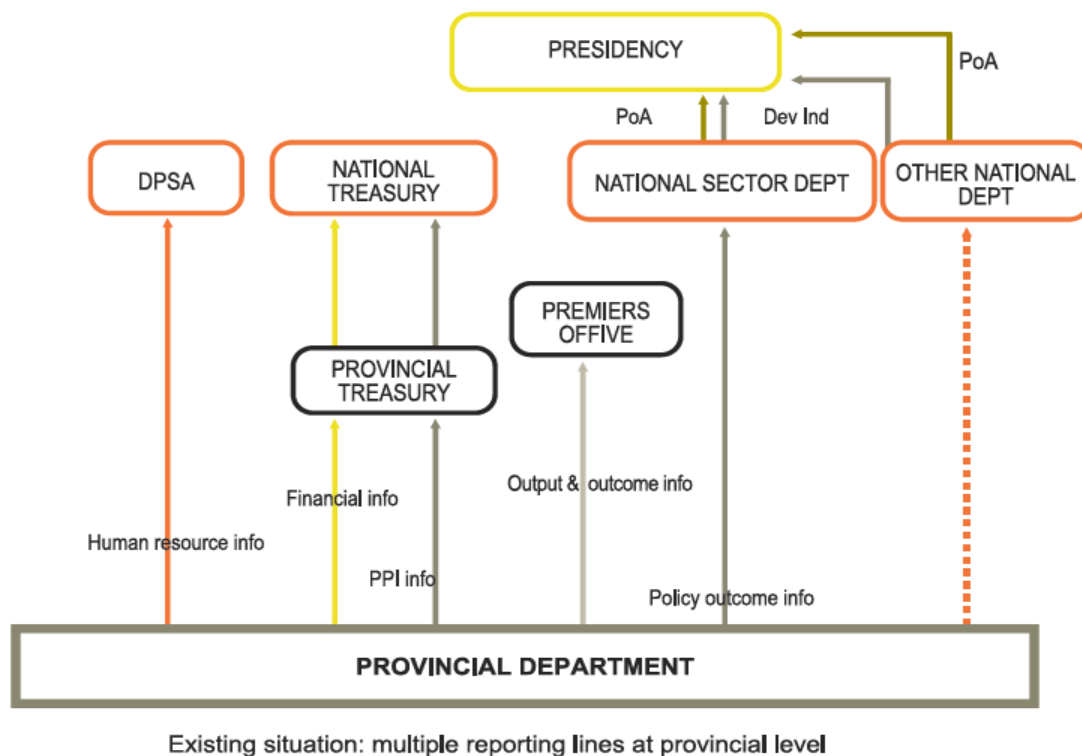 PRESIDENCY
PoA
PoA
Dev Ind
DPSA
NATIONAL
TREASURY
NATIONAL SECTOR DEPT
OTHER NATIONAL
DEPT
PREMIERS
OFFIVE
PROVINCIAL
TREASURY
Financial info
Output & outcome info
Human resource info
PPI info
Policy outcome info
PROVINCIAL DEPARTMENT
Existing situation: multiple reporting lines at provincial level